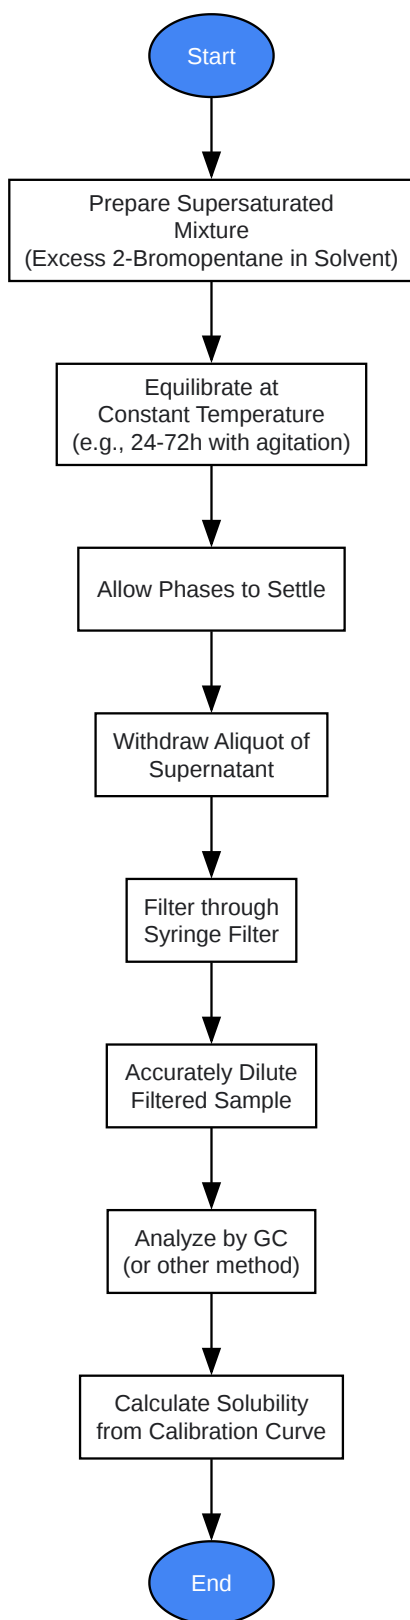 Start
Prepare Supersaturated
Mixture
(Excess 2-Bromopentane in Solvent)
Equilibrate at
Constant Temperature
(e.g., 24-72h with agitation)
Allow Phases to Settle
Withdraw Aliquot of
Supernatant
Filter through
Syringe Filter
Accurately Dilute
Filtered Sample
Analyze by GC
(or other method)
Calculate Solubility
from Calibration Curve
End